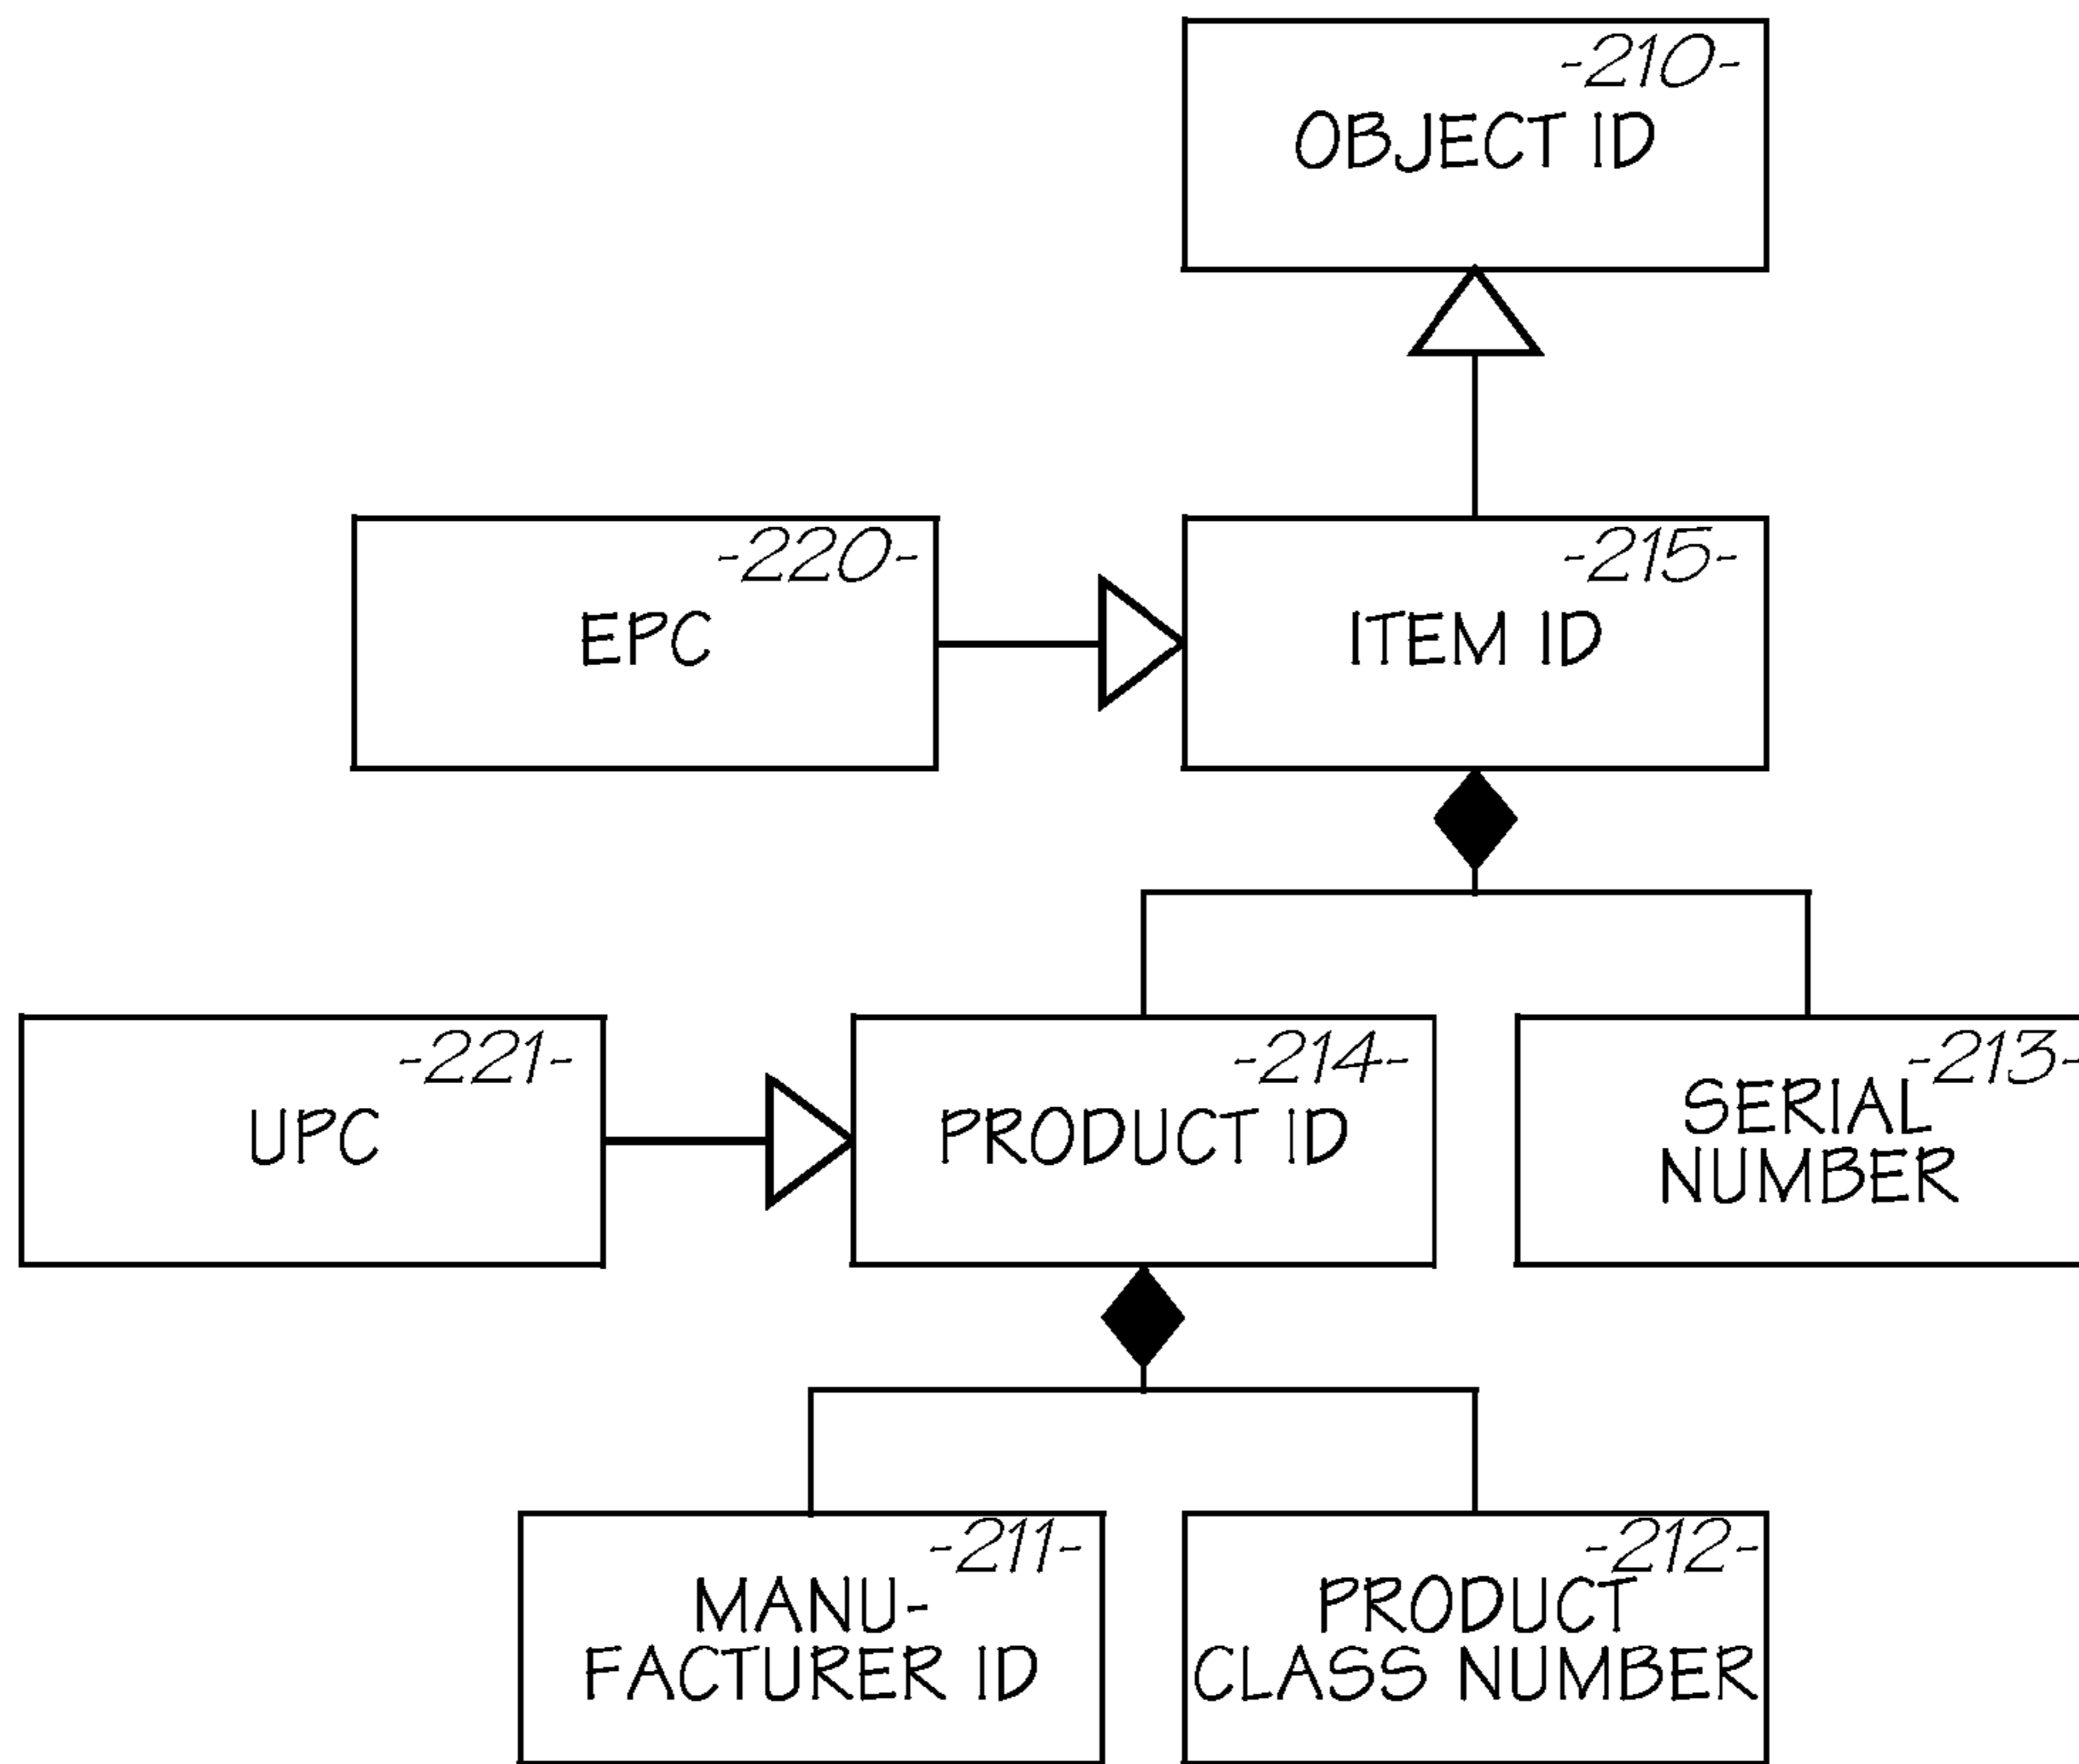 -210-
OBJECT ID
-220-
EPC
-215-
ITEM ID
-221-
UPC
-214-
PRODUCT ID
-213-
SERIAL
NUMBER
-211-
MANU-
FACTURER ID
-212-
PRODUCT
CLASS NUMBER